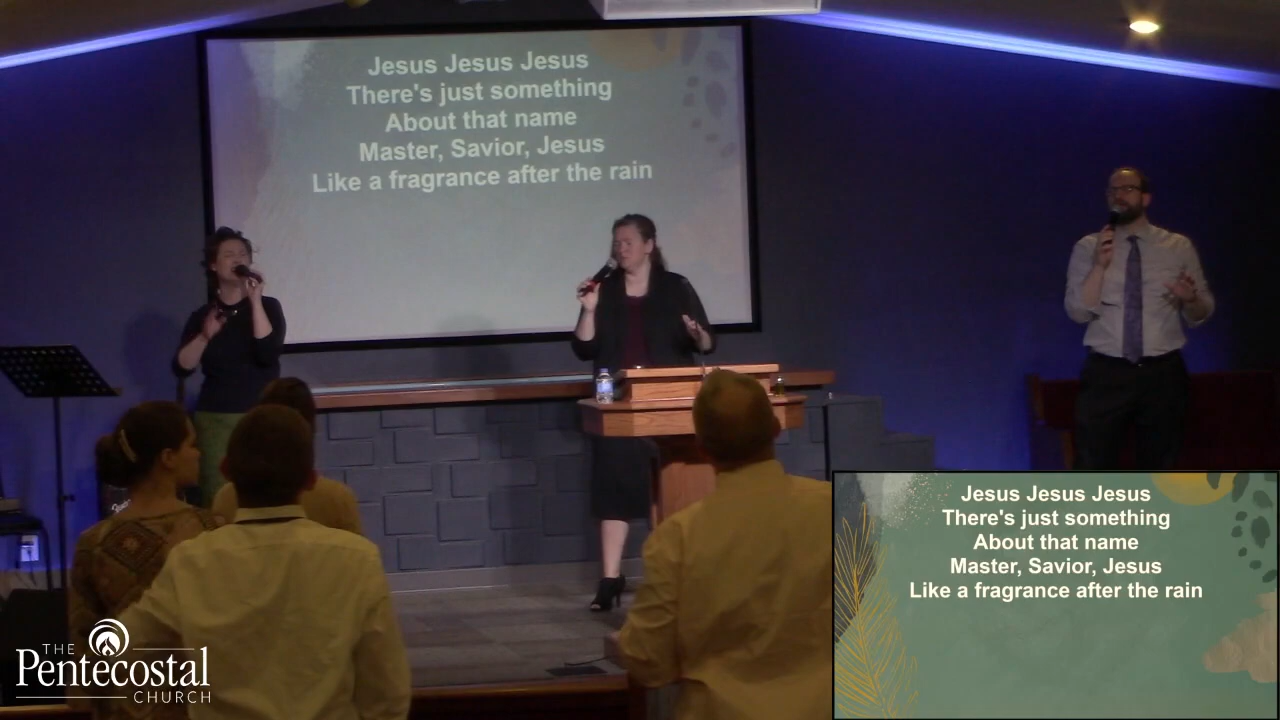 Jesus Jesus Jesus
There's just something
About that name
Master, Savior, Jesus
Like a fragrance after the rain
Jesus Jesus Jesus
There's just something
About that name
Master, Savior, Jesus
Like a fragrance after the rain
THE
Pentecostal
CHURCH